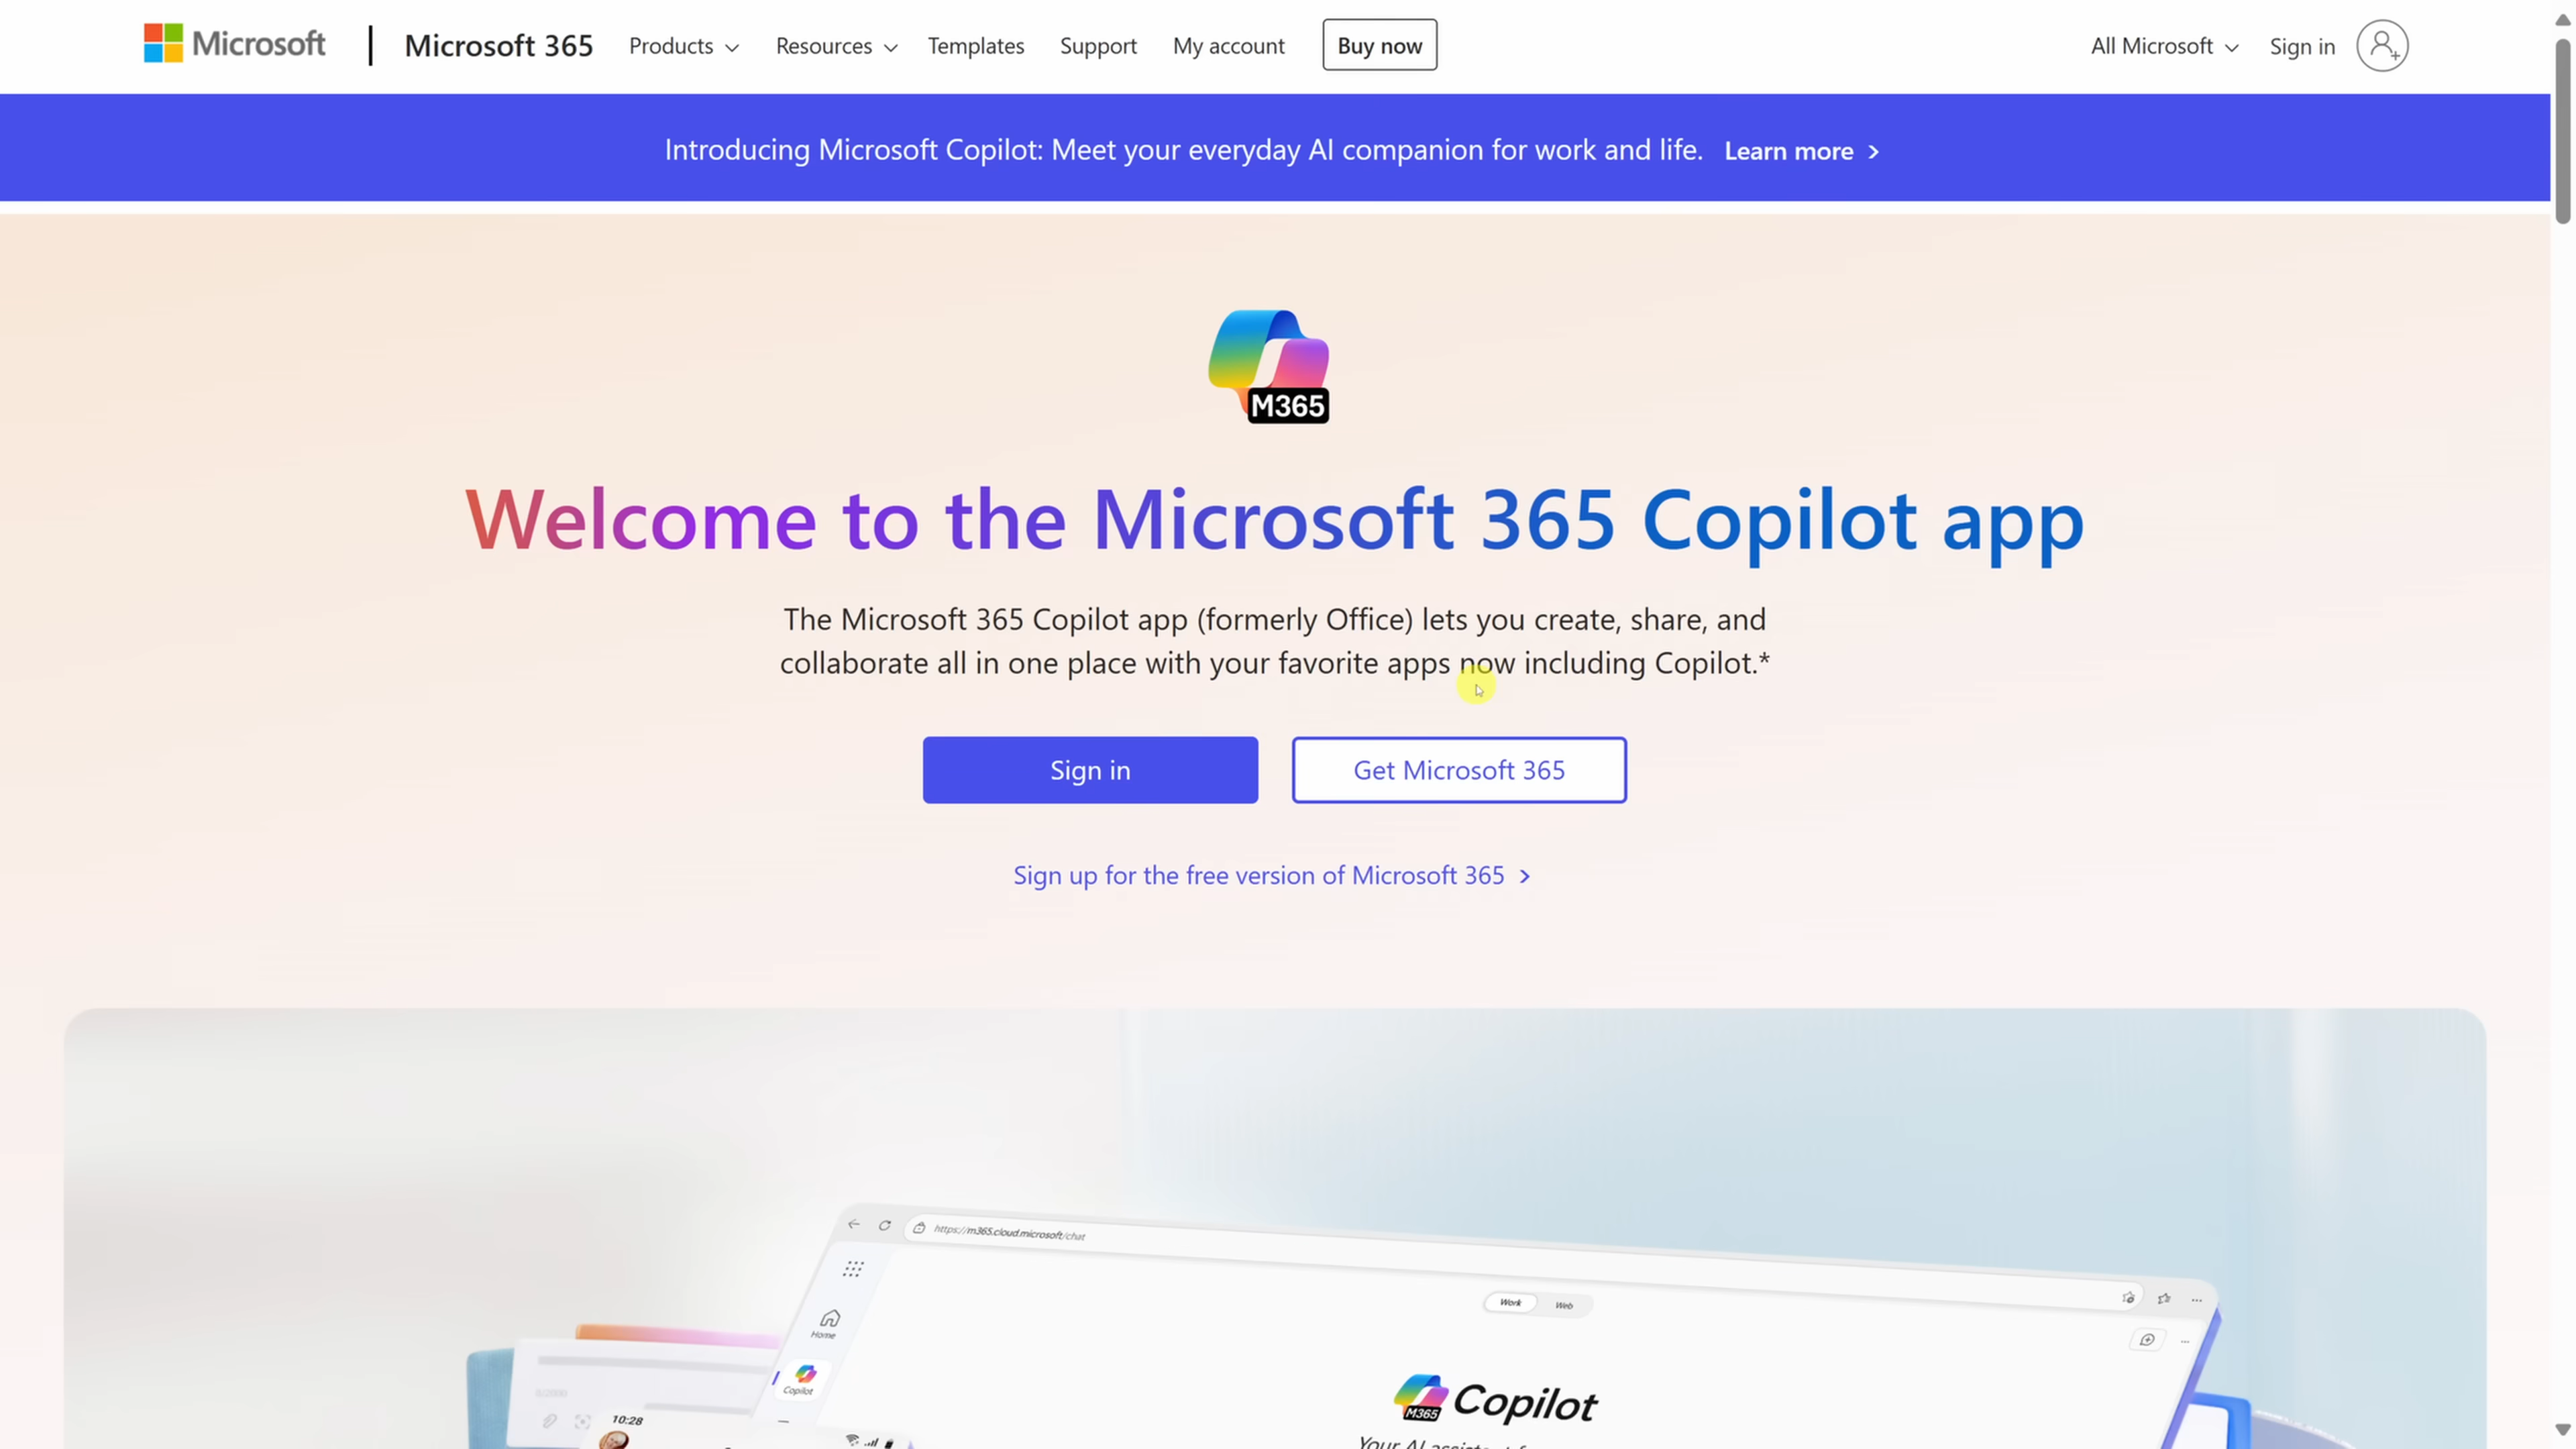 Microsoft | Microsoft 365 Products Resources Templates Support My account Buy now All Microsoft Sign in
Introducing Microsoft Copilot: Meet your everyday AI companion for work and life. Learn more
M365
Welcome to the Microsoft 365 Copilot app
The Microsoft 365 Copilot app (formerly Office) lets you create, share, and
collaborate all in one place with your favorite apps now including Copilot.*
Sign in Get Microsoft 365
Sign up for the free version of Microsoft 365
https://m365.cloud.microsoft/chat
Work Web
Home
Copilot
M365 Copilot
10:28
Your AI assistant